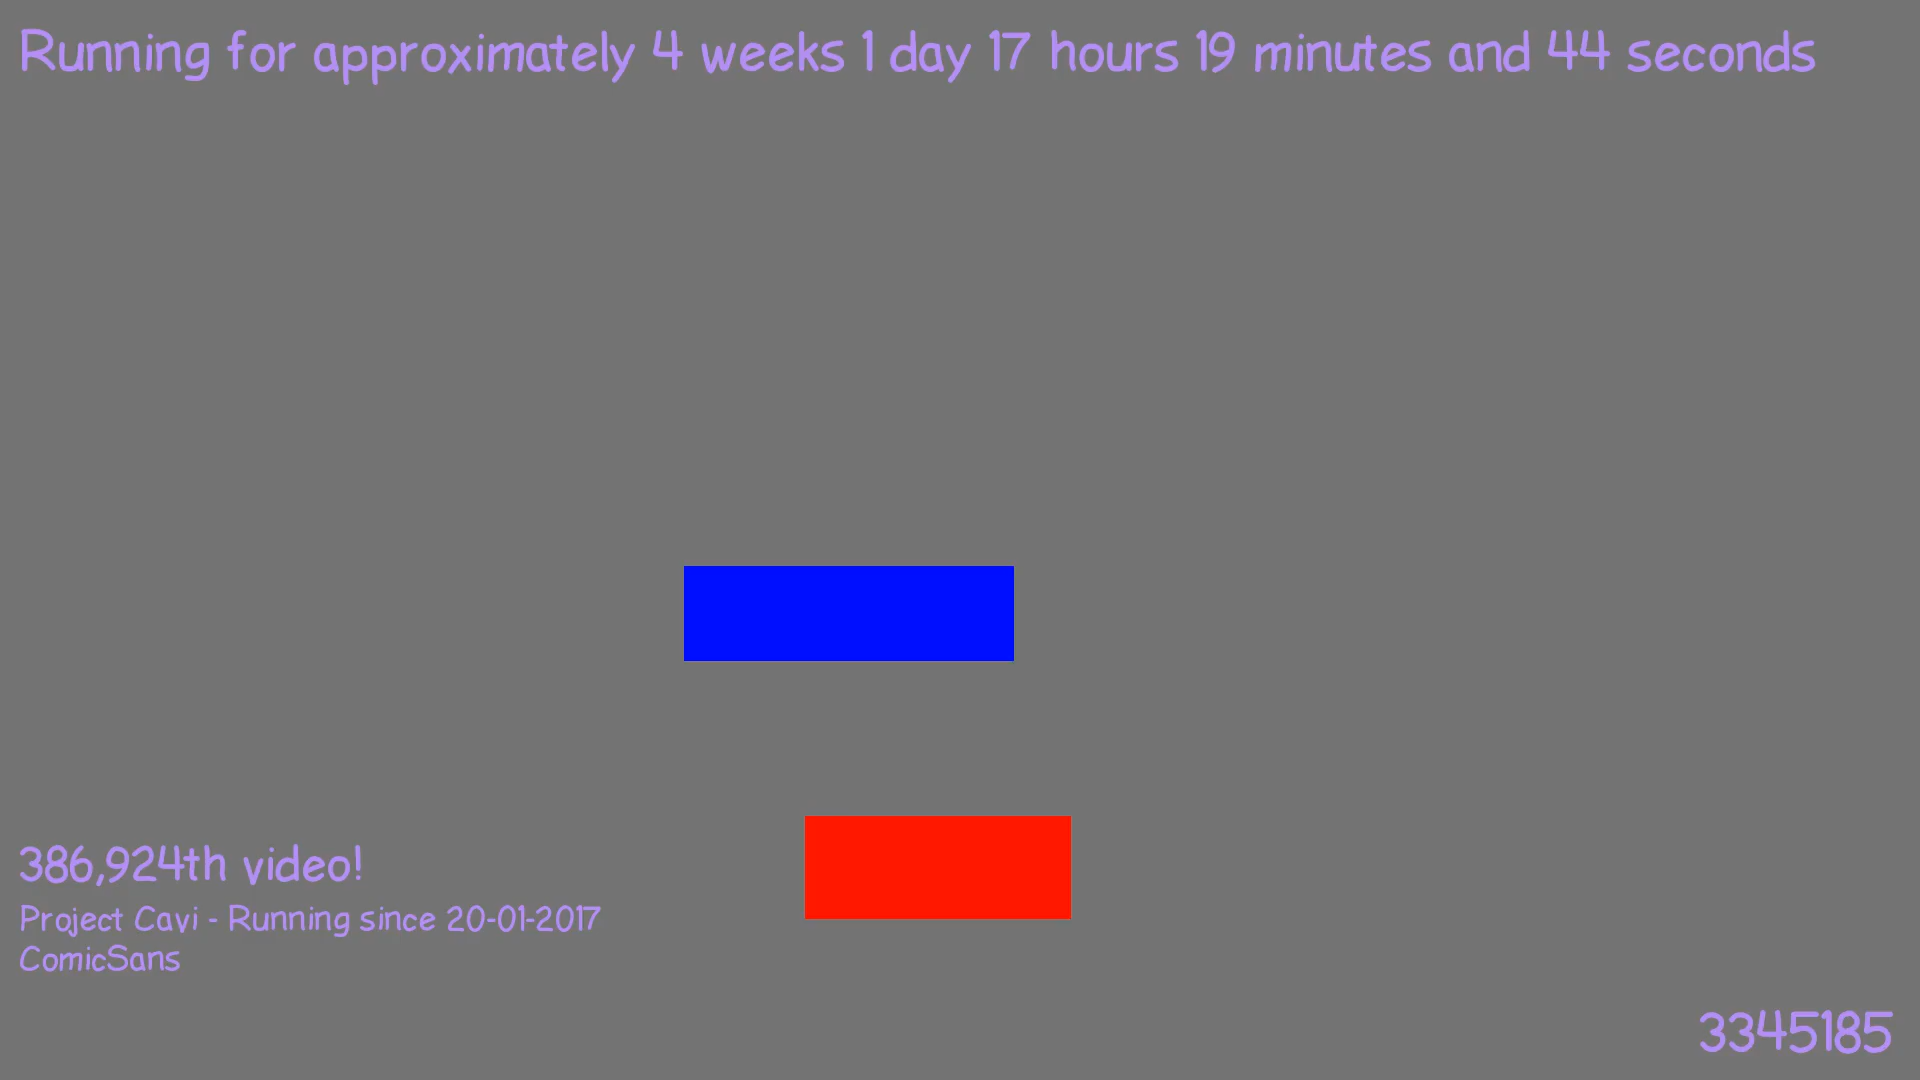 Running for approximately 4 weeks 1 day 17 hours 19 minutes and 44 seconds
386,924th video!
Project Cavi - Running since 20-01-2017
ComicSans
3345185